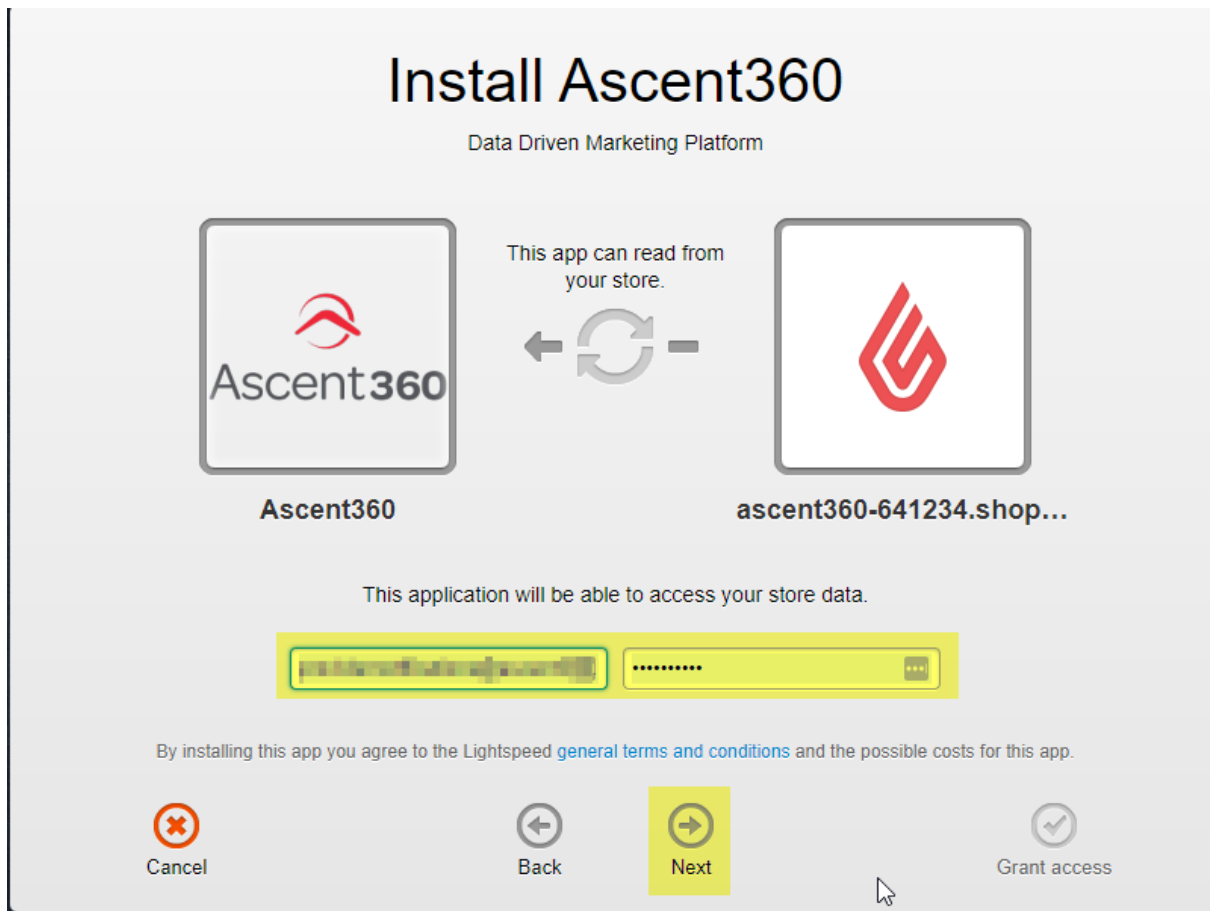 Install Ascent360
Data Driven Marketing Platform
This app can read from
your store.
Ascent360
Ascent360
ascent360-641234.shop...
This application will be able to access your store data.
••••••••••
By installing this app you agree to the Lightspeed general terms and conditions and the possible costs for this app.
Cancel
Back
Next
Grant access